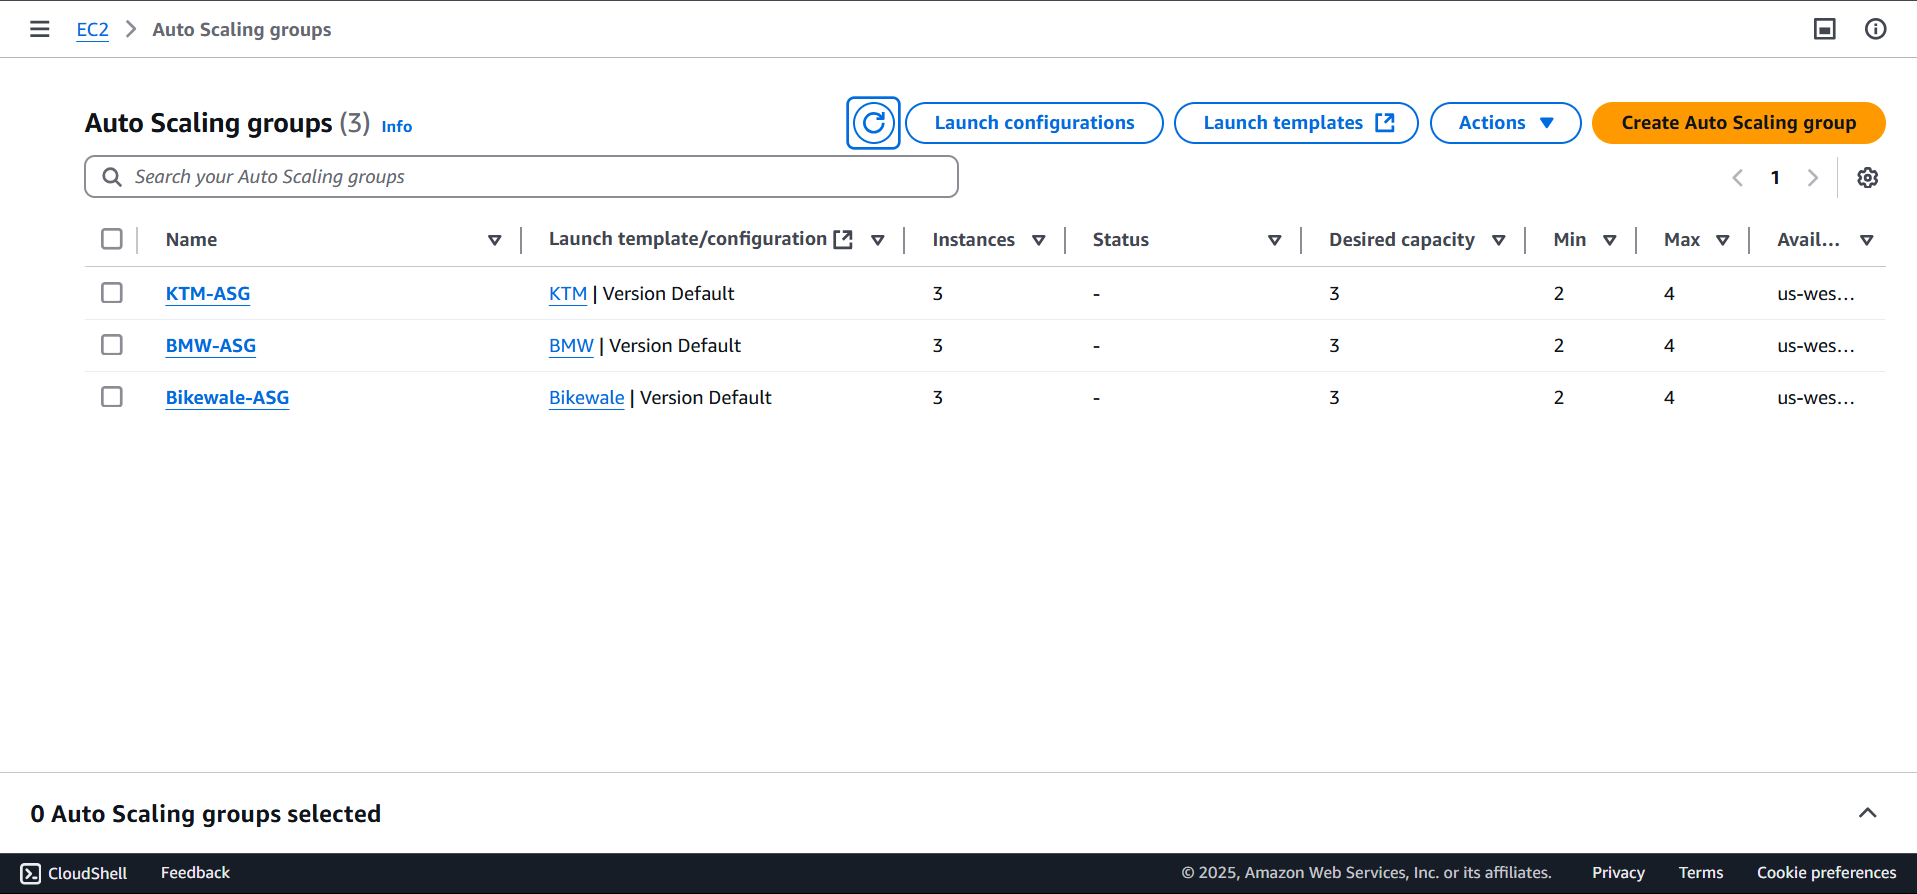 EC2 > Auto Scaling groups
Auto Scaling groups (3) Info
Launch configurations
Launch templates
Actions
Create Auto Scaling group
Search your Auto Scaling groups
1
Name Launch template/configuration Instances Status Desired capacity Min Max Avail...
KTM-ASG KTM | Version Default 3 - 3 2 4 us-wes...
BMW-ASG BMW | Version Default 3 - 3 2 4 us-wes...
Bikewale-ASG Bikewale | Version Default 3 - 3 2 4 us-wes...
0 Auto Scaling groups selected
CloudShell Feedback © 2025, Amazon Web Services, Inc. or its affiliates. Privacy Terms Cookie preferences